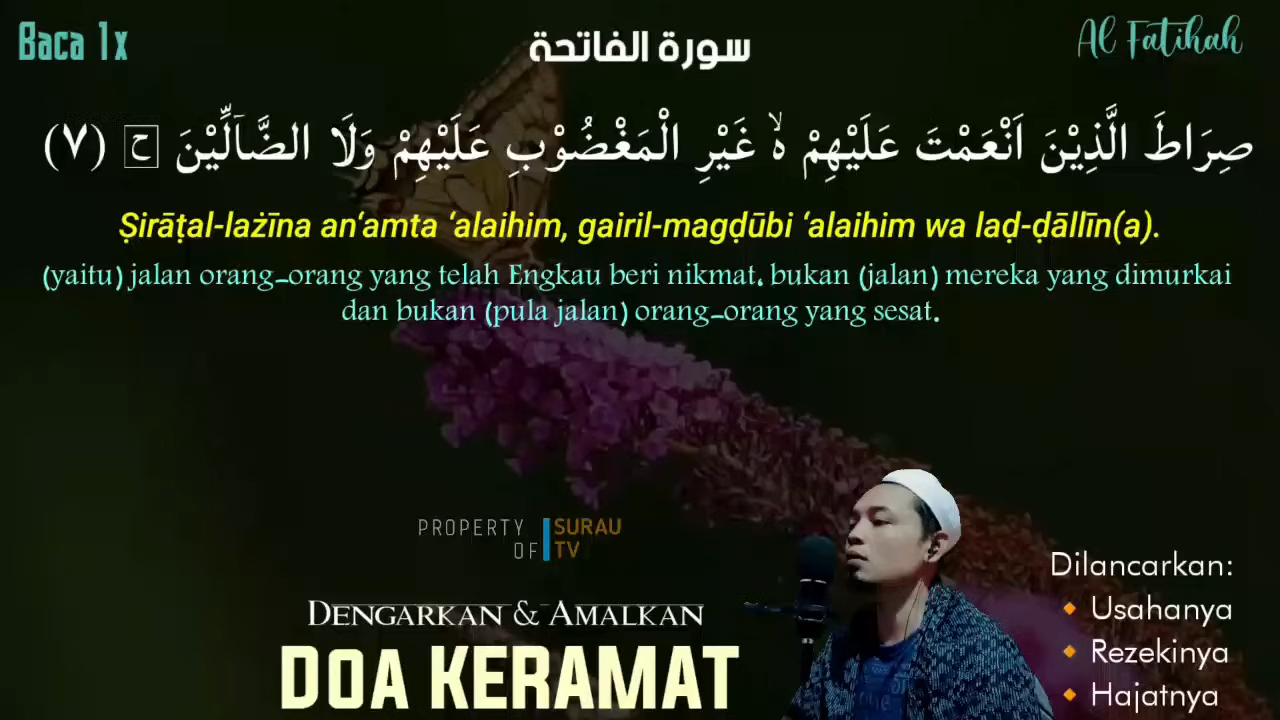 Baca 1x
سورة الفاتحة
Al Fatihah
صِرَاطَ الَّذِيْنَ اَنْعَمْتَ عَلَيْهِمْ ەۙ غَيْرِ الْمَغْضُوْبِ عَلَيْهِمْ وَلَا الضَّاۤلِّيْنَ ح (٧)
Ṣirāṭal-lażīna an‘amta ‘alaihim, gairil-magḍūbi ‘alaihim wa laḍ-ḍāllīn(a).
(yaitu) jalan orang-orang yang telah Engkau beri nikmat, bukan (jalan) mereka yang dimurkai
dan bukan (pula jalan) orang-orang yang sesat.
PROPERTY OF
SURAU TV
DENGARKAN & AMALKAN
DOA KERAMAT
Dilancarkan:
🔸 Usahanya
🔸 Rezekinya
🔸 Hajatnya